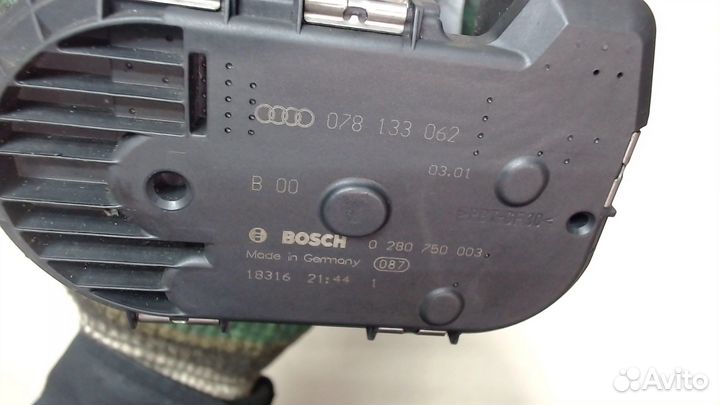 078 133 062
03.01
B 00
BOSCH 0 280 750 003
Made in Germany 087
18316 21:44 1
Avito